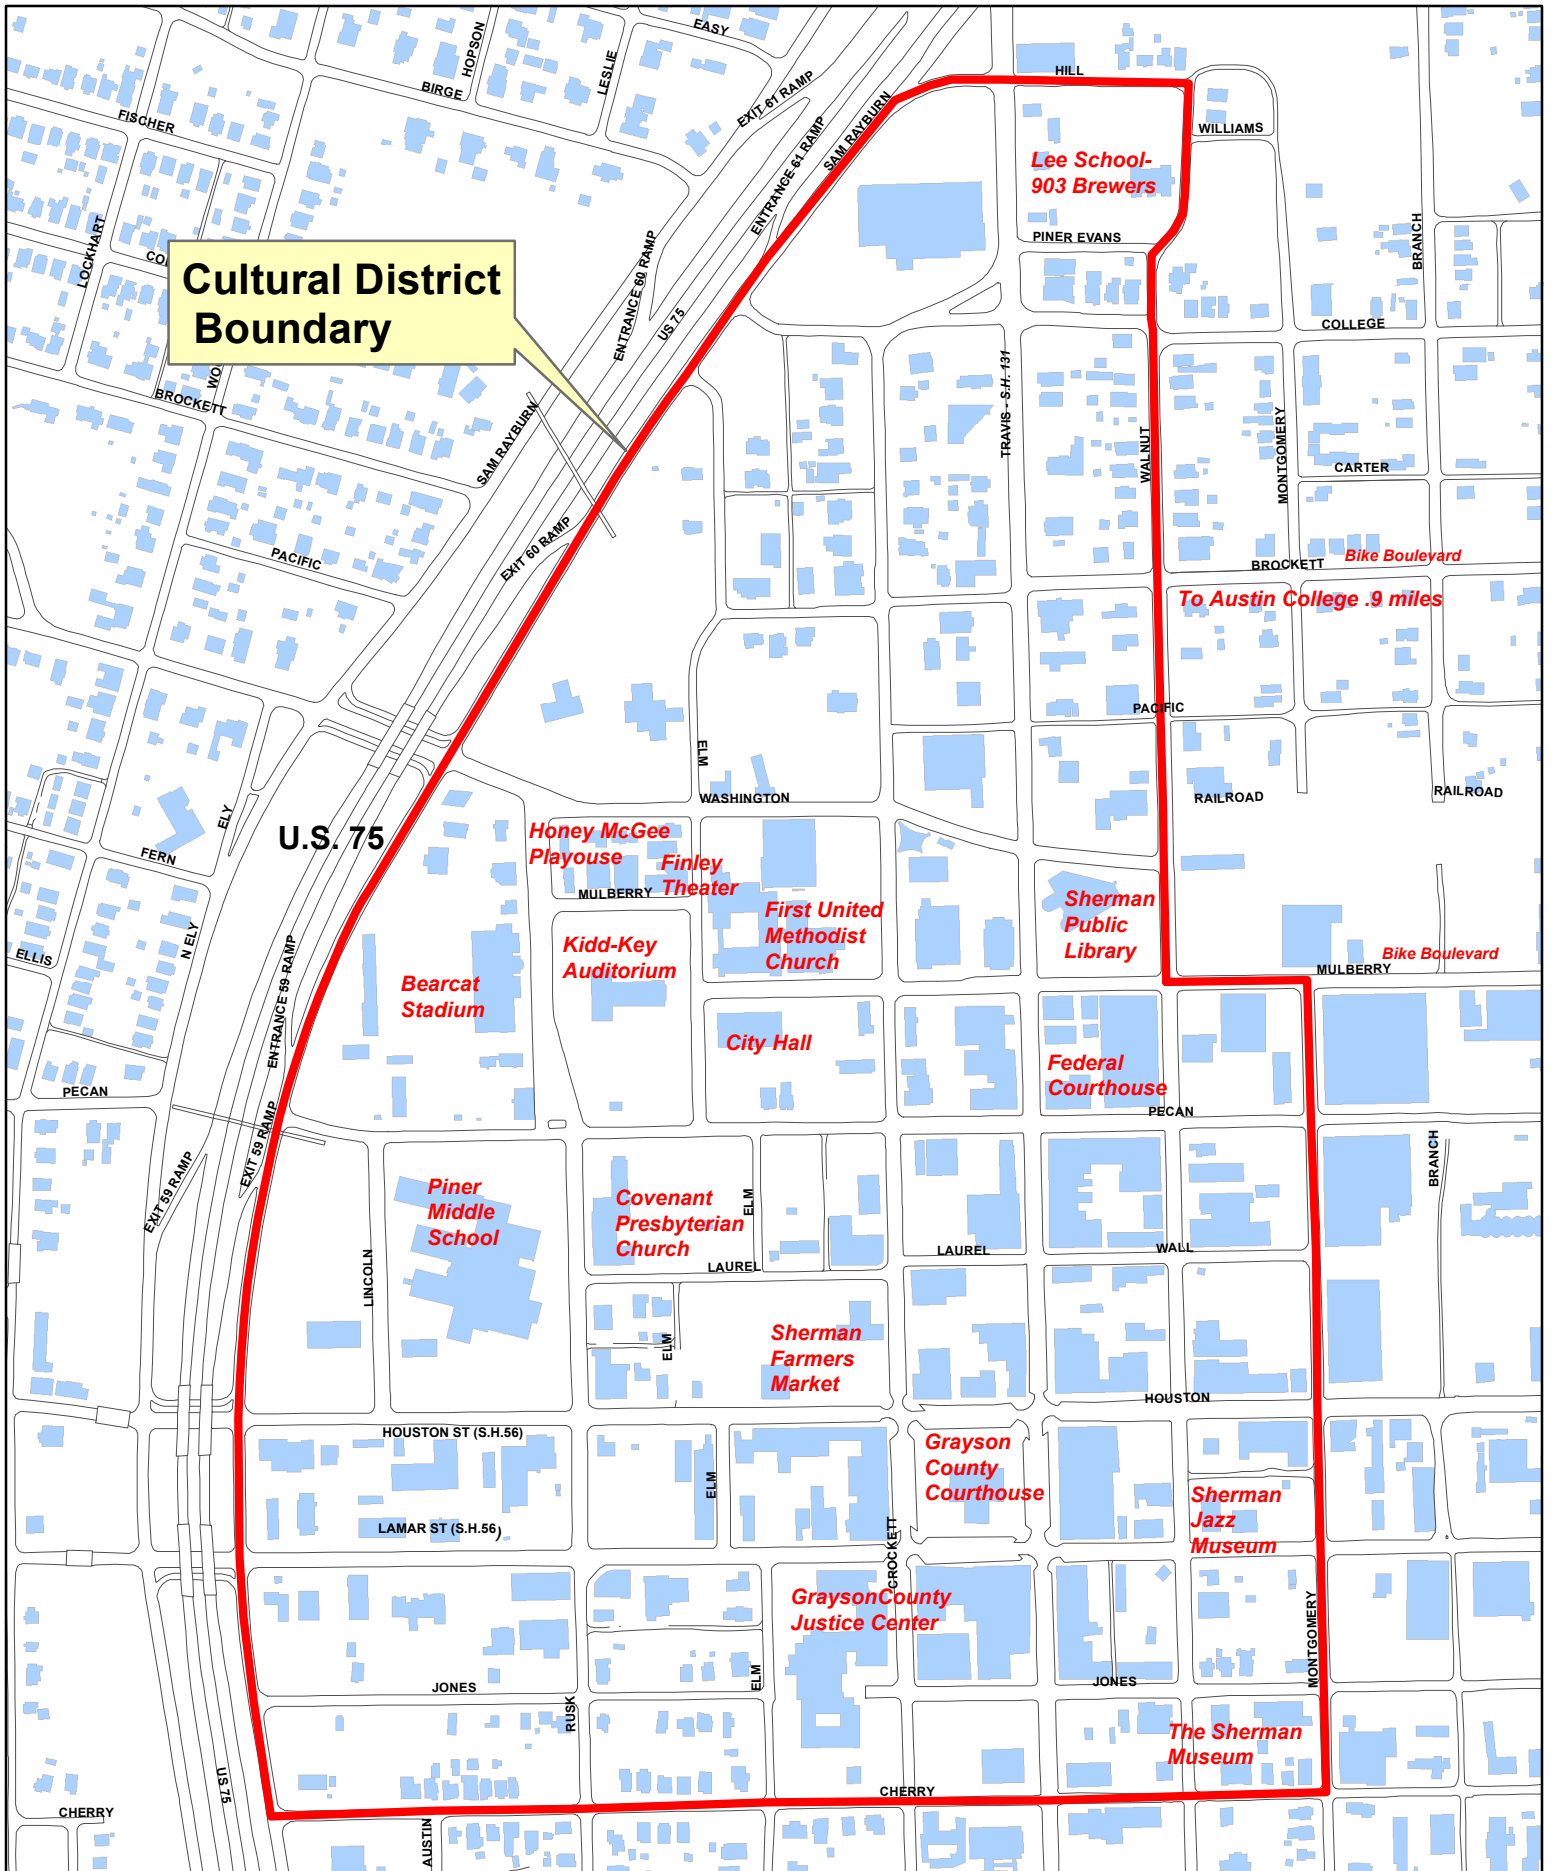 EASY
HOPSON
LESLIE
BIRGE
HILL
EXIT 61 RAMP
SAM RAYBURN
FISCHER
ENTRANCE 61 RAMP
WILLIAMS
Lee School-
903 Brewers
LOCKHART
PINER EVANS
BRANCH
CO
Cultural District
Boundary
ENTRANCE 60 RAMP
US 75
COLLEGE
WO
BROCKETT
TRAVIS - S.H. 131
SAM RAYBURN
WALNUT
MONTGOMERY
CARTER
EXIT 60 RAMP
PACIFIC
Bike Boulevard
BROCKETT
To Austin College .9 miles
PACIFIC
ELM
WASHINGTON
RAILROAD
RAILROAD
ELY
U.S. 75
FERN
Honey McGee
Playouse
Finley
Theater
MULBERRY
Sherman
Public
Library
First United
Methodist
Church
N ELY
Kidd-Key
Auditorium
ELLIS
Bike Boulevard
MULBERRY
Bearcat
Stadium
ENTRANCE 59 RAMP
City Hall
Federal
Courthouse
PECAN
PECAN
EXIT 59 RAMP
BRANCH
EXIT 59 RAMP
Piner
Middle
School
Covenant
Presbyterian
Church
ELM
LAUREL
WALL
LAUREL
LINCOLN
Sherman
Farmers
Market
ELM
HOUSTON
HOUSTON ST (S.H.56)
Grayson
County
Courthouse
ELM
Sherman
Jazz
Museum
LAMAR ST (S.H.56)
CROCKETT
GraysonCounty
Justice Center
MONTGOMERY
ELM
JONES
JONES
RUSK
The Sherman
Museum
US 75
CHERRY
CHERRY
AUSTIN